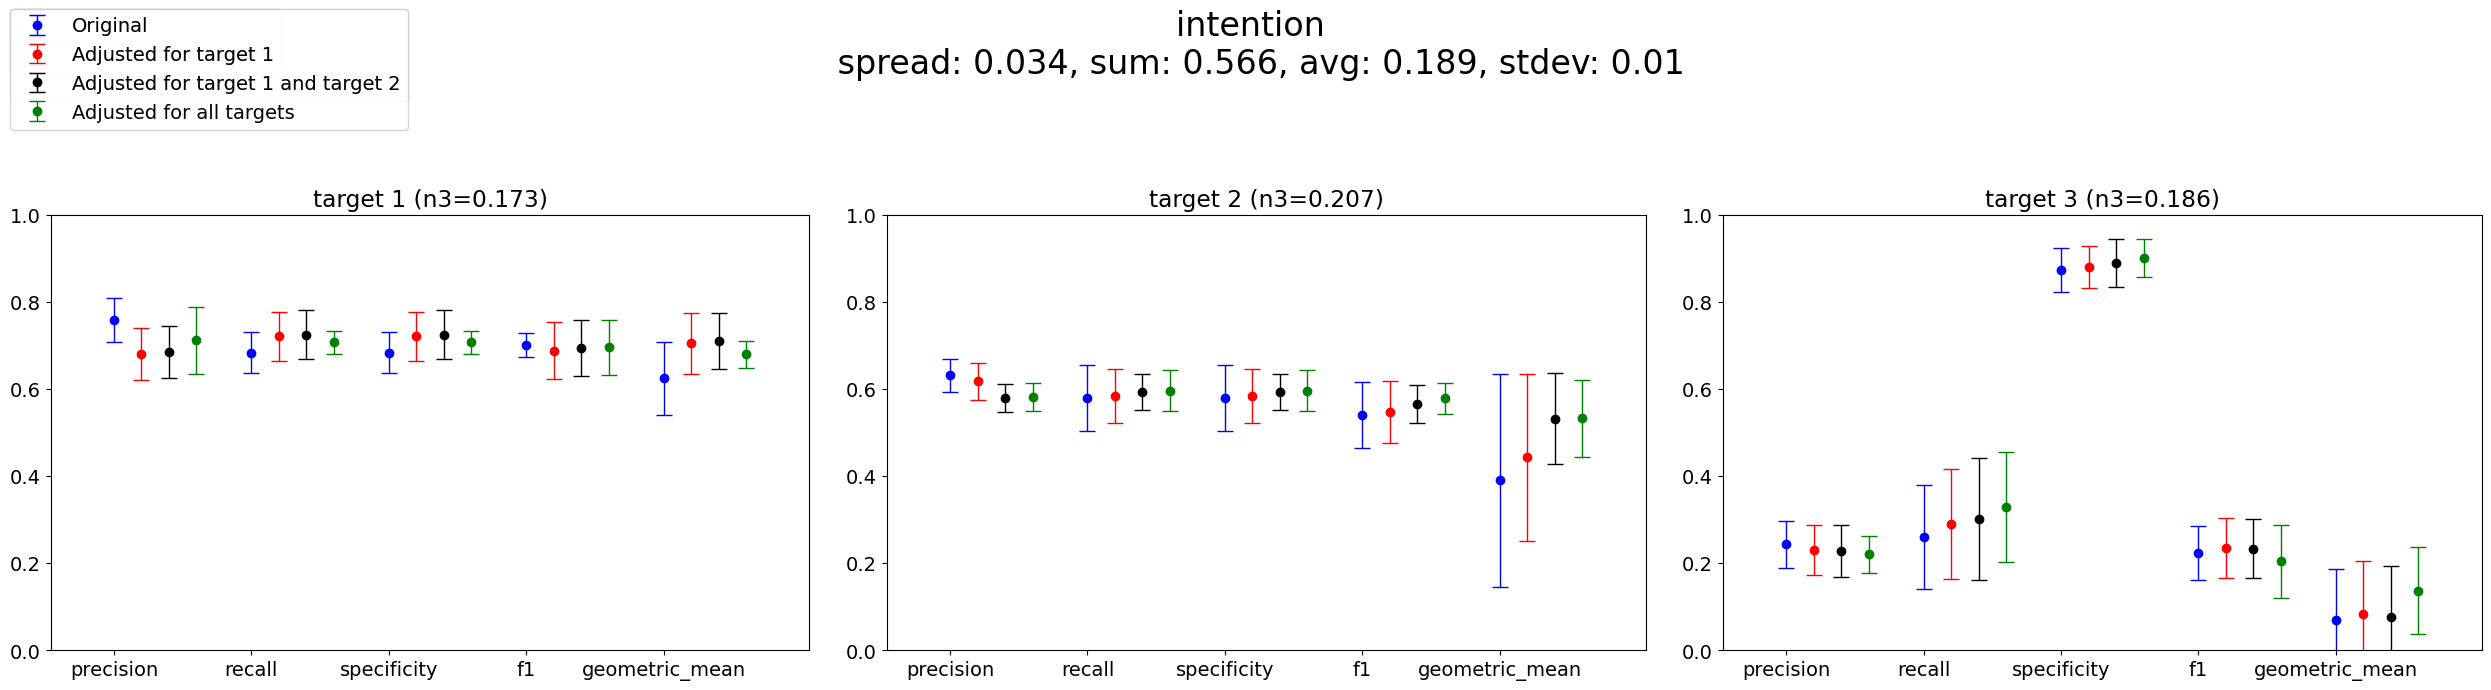 Original
Adjusted for target 1
Adjusted for target 1 and target 2
Adjusted for all targets
intention
spread: 0.034, sum: 0.566, avg: 0.189, stdev: 0.01
target 1 (n3=0.173)
1.0
0.8
0.6
0.4
0.2
0.0
precision recall specificity f1 geometric_mean
target 2 (n3=0.207)
1.0
0.8
0.6
0.4
0.2
0.0
precision recall specificity f1 geometric_mean
target 3 (n3=0.186)
1.0
0.8
0.6
0.4
0.2
0.0
precision recall specificity f1 geometric_mean